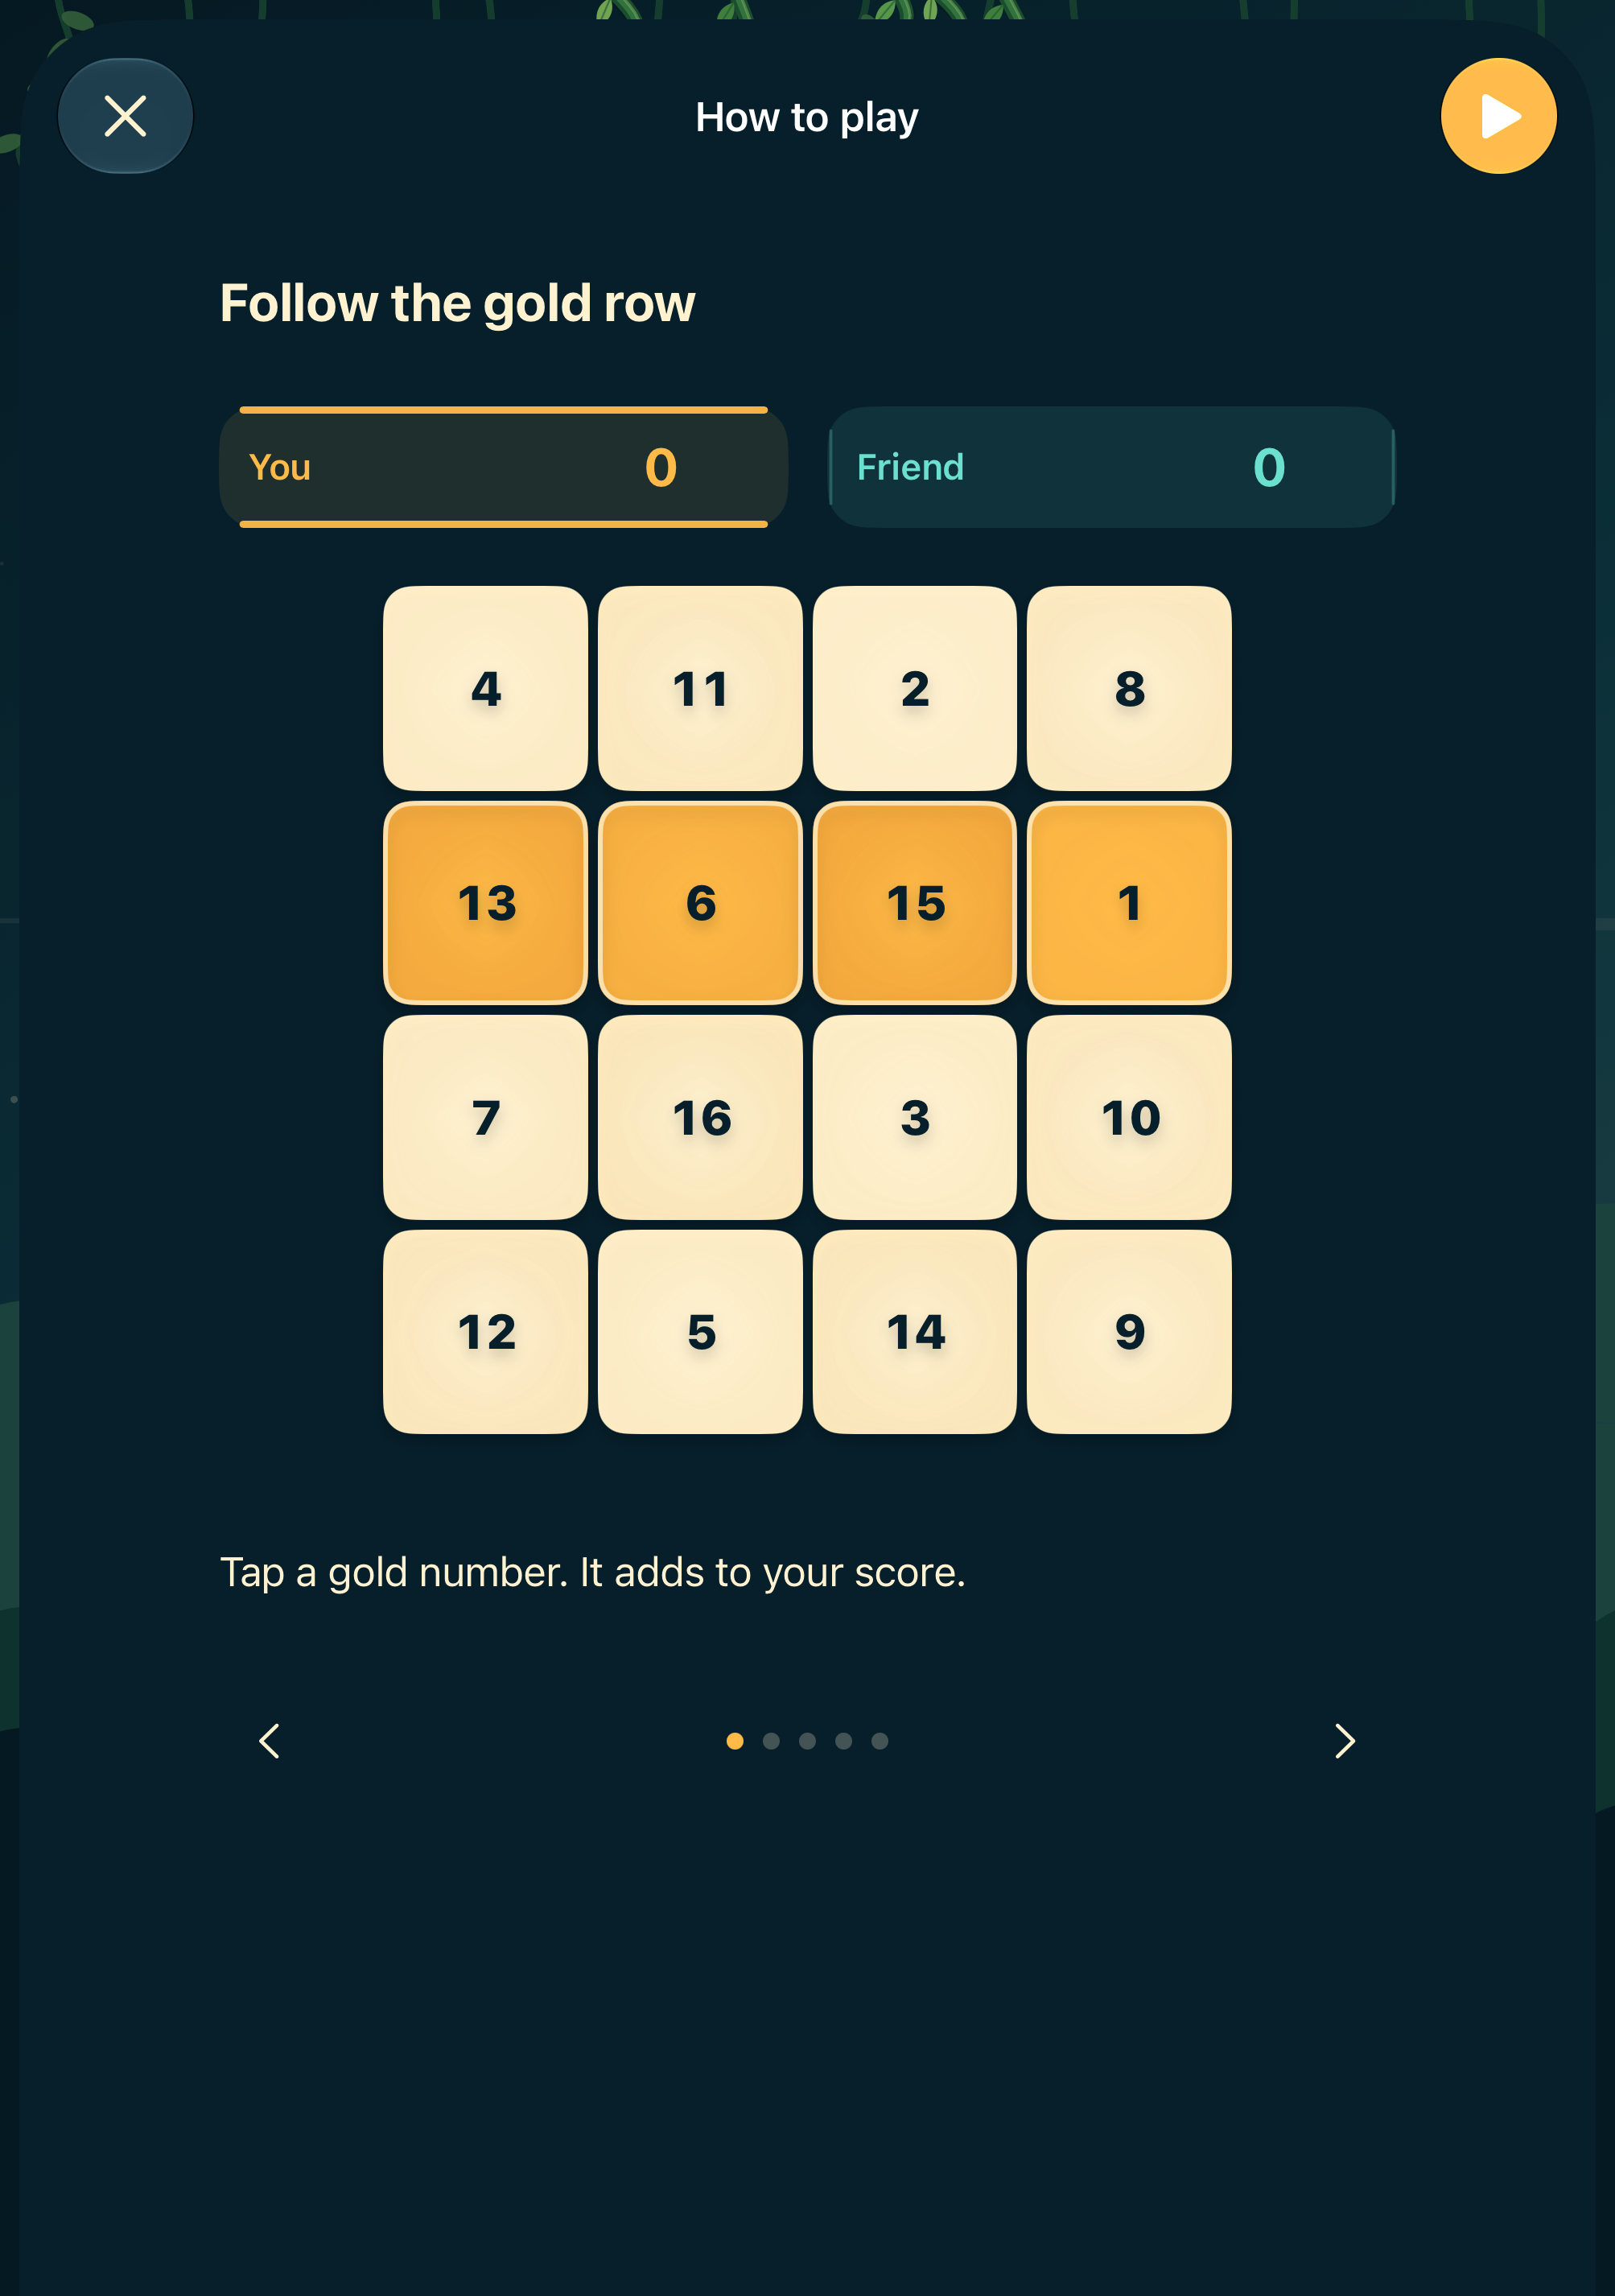 How to play
Follow the gold row
You 0 Friend 0
4 11 2 8
13 6 15 1
7 16 3 10
12 5 14 9
Tap a gold number. It adds to your score.